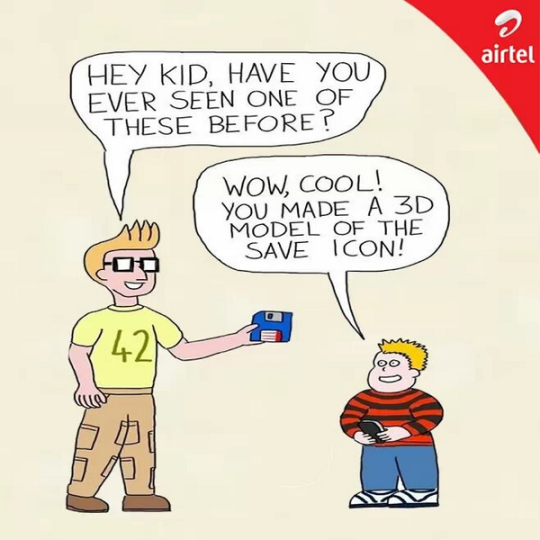 airtel
HEY KID, HAVE YOU
EVER SEEN ONE OF
THESE BEFORE?
WOW, COOL!
YOU MADE A 3D
MODEL OF THE
SAVE ICON!
42